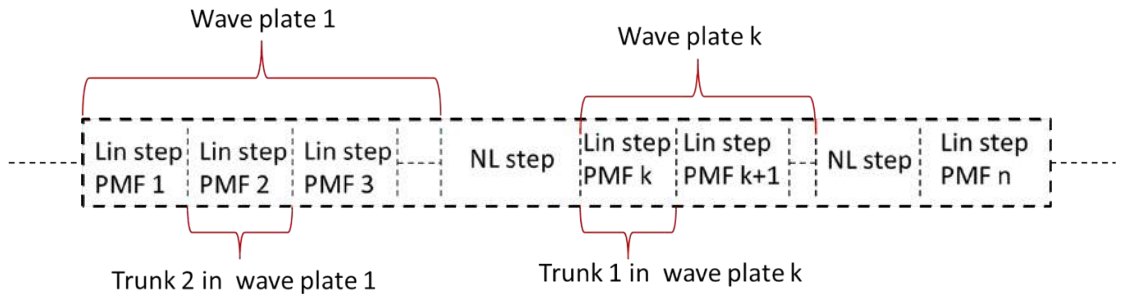 Wave plate 1
Wave plate k
Lin step
PMF 1
Lin step
PMF 2
Lin step
PMF 3
NL step
Lin step
PMF k
Lin step
PMF k+1
NL step
Lin step
PMF n
Trunk 2 in wave plate 1
Trunk 1 in wave plate k